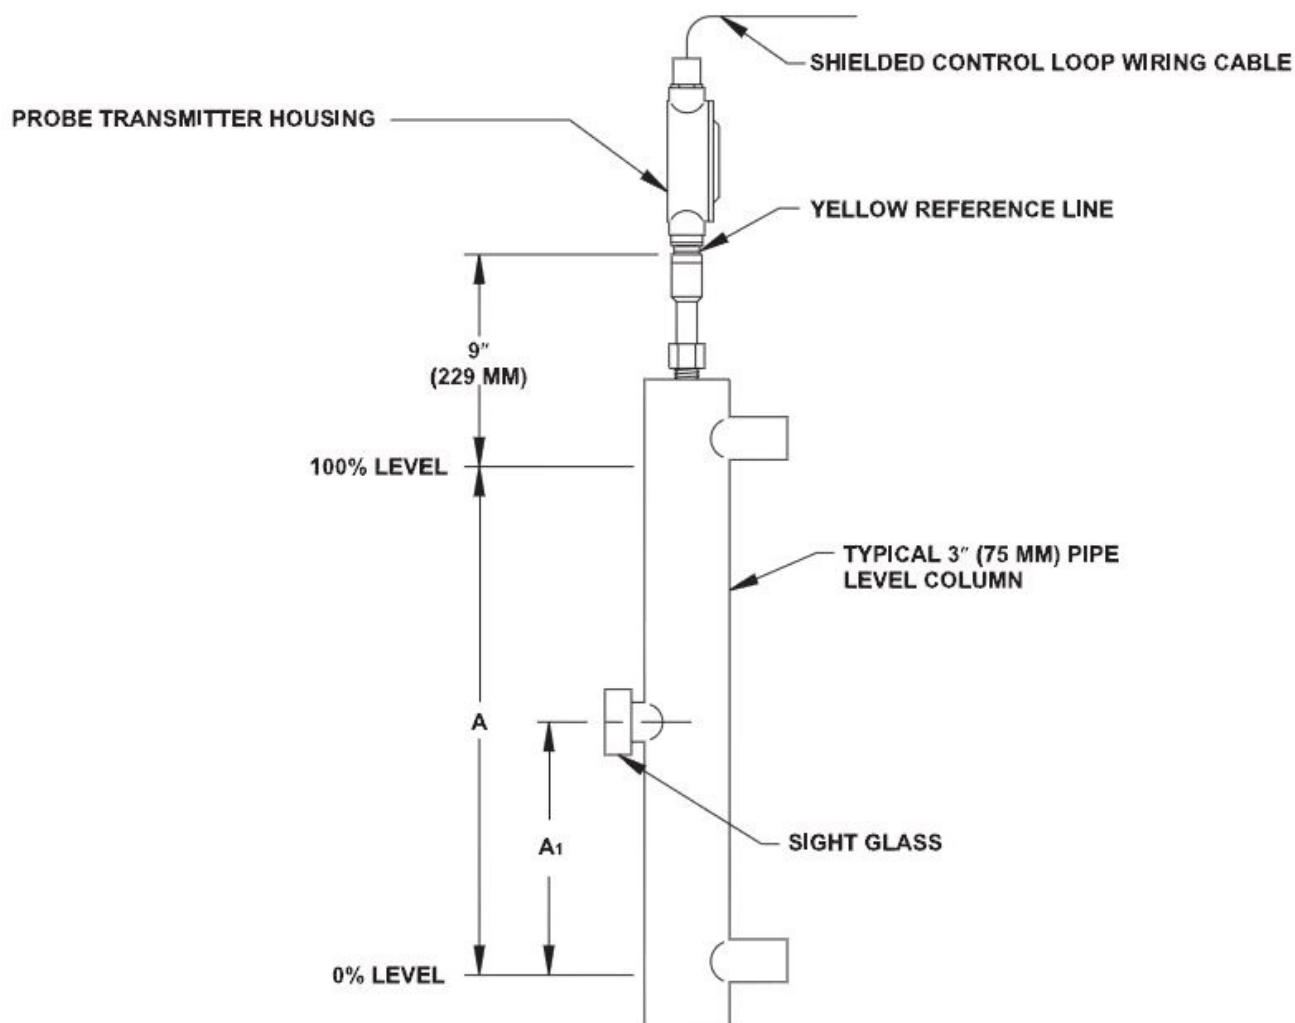 SHIELDED CONTROL LOOP WIRING CABLE
PROBE TRANSMITTER HOUSING
YELLOW REFERENCE LINE
9″
(229 MM)
100% LEVEL
TYPICAL 3″ (75 MM) PIPE
LEVEL COLUMN
A
A1
SIGHT GLASS
0% LEVEL